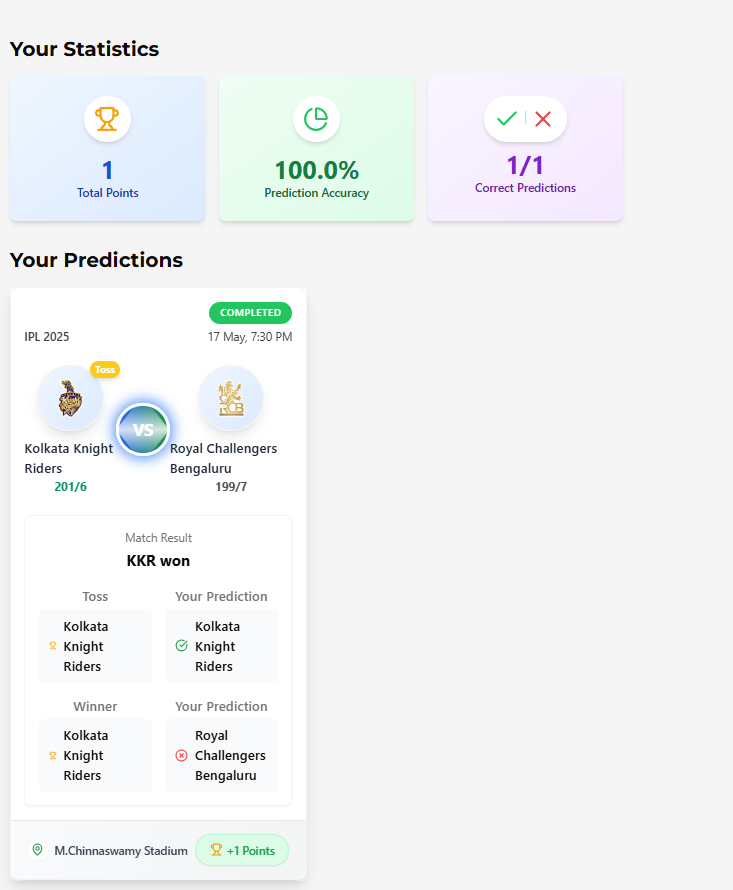 Your Statistics
1
Total Points
100.0%
Prediction Accuracy
1/1
Correct Predictions
Your Predictions
COMPLETED
IPL 2025
17 May, 7:30 PM
Toss
VS
RCB
Kolkata Knight
Riders
201/6
Royal Challengers
Bengaluru
199/7
Match Result
KKR won
Toss
Kolkata
Knight
Riders
Your Prediction
Kolkata
Knight
Riders
Winner
Kolkata
Knight
Riders
Your Prediction
Royal
Challengers
Bengaluru
M.Chinnaswamy Stadium
+1 Points